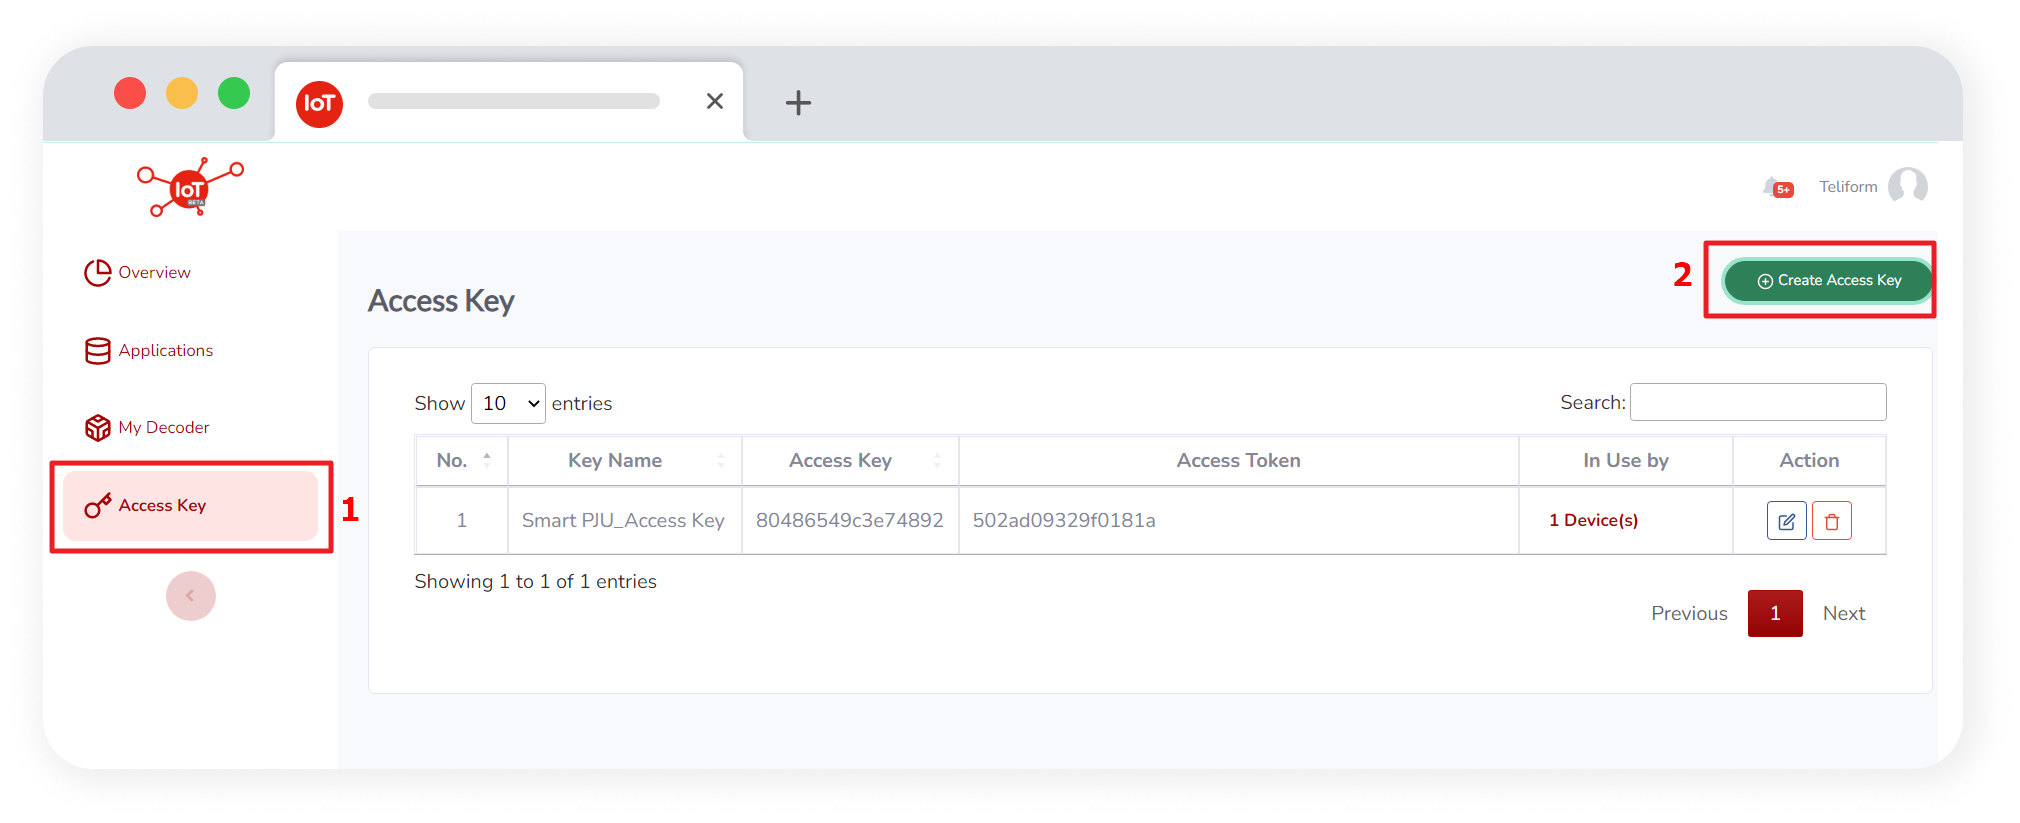 IoT
IoT
BETA
5+
Teliform
Overview
Applications
My Decoder
Access Key
1
Access Key
2
Create Access Key
Show 10 entries
Search:
No. Key Name Access Key Access Token In Use by Action
1 Smart PJU_Access Key 80486549c3e74892 502ad09329f0181a 1 Device(s)
Showing 1 to 1 of 1 entries
Previous 1 Next